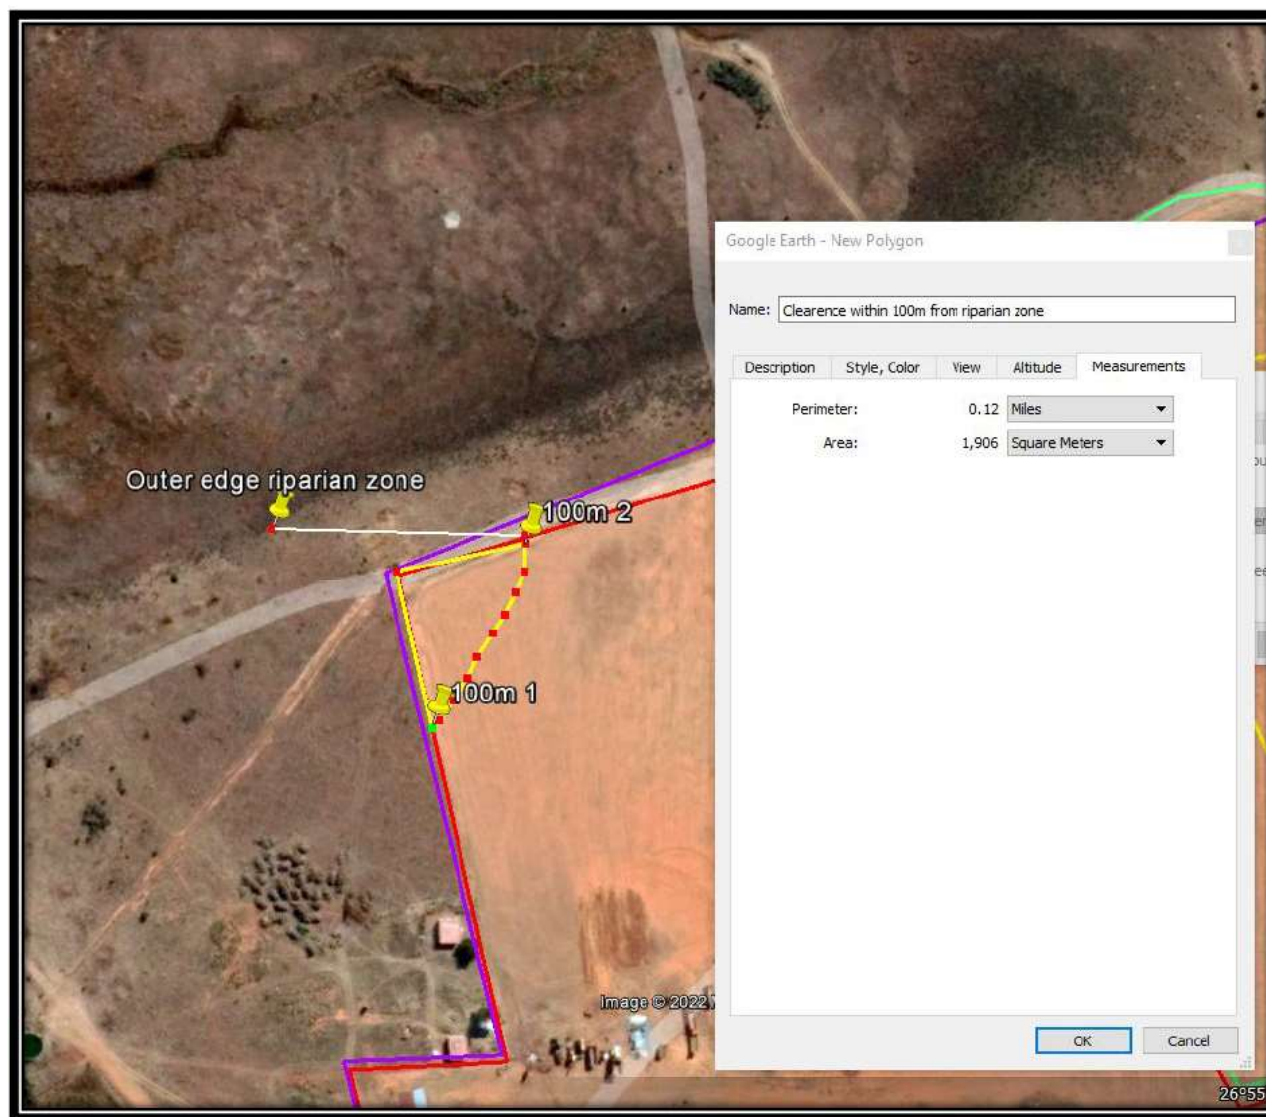 Google Earth - New Polygon
Name: Clearence within 100m from riparian zone
Description Style, Color View Altitude Measurements
Perimeter: 0.12 Miles
Area: 1,906 Square Meters
Outer edge riparian zone
100m 2
100m 1
Image © 2022
OK Cancel
26°55